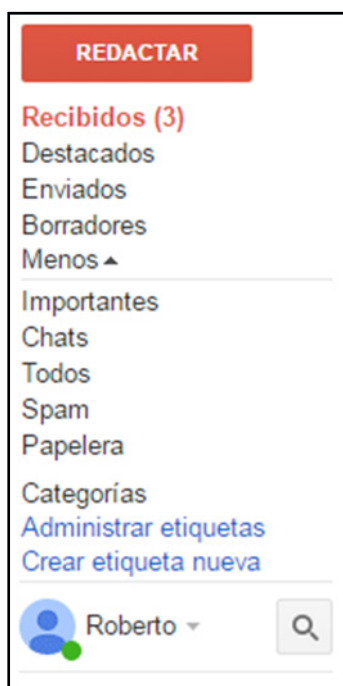 REDACTAR
Recibidos (3)
Destacados
Enviados
Borradores
Menos
Importantes
Chats
Todos
Spam
Papelera
Categorías
Administrar etiquetas
Crear etiqueta nueva
Roberto